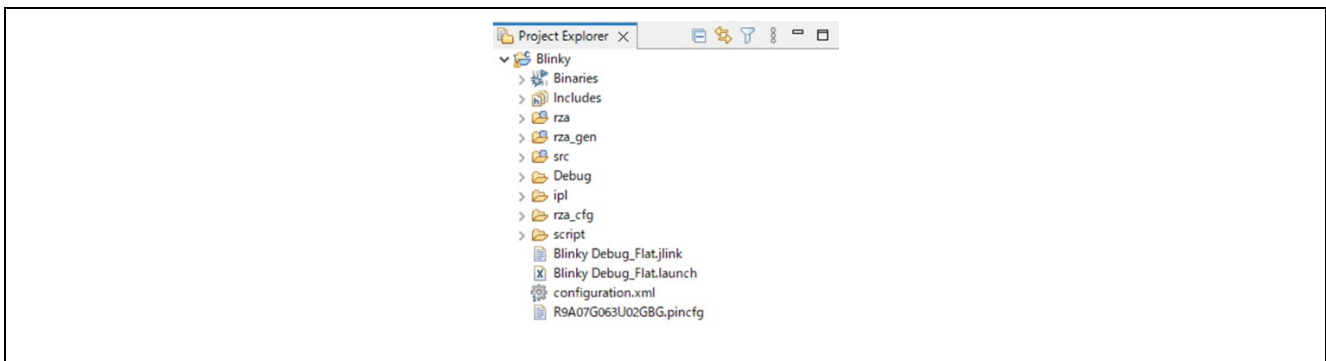 Project Explorer
Blinky
Binaries
Includes
rza
rza_gen
src
Debug
ipl
rza_cfg
script
Blinky Debug_Flat.jlink
Blinky Debug_Flat.launch
configuration.xml
R9A07G063U02GBG.pincfg